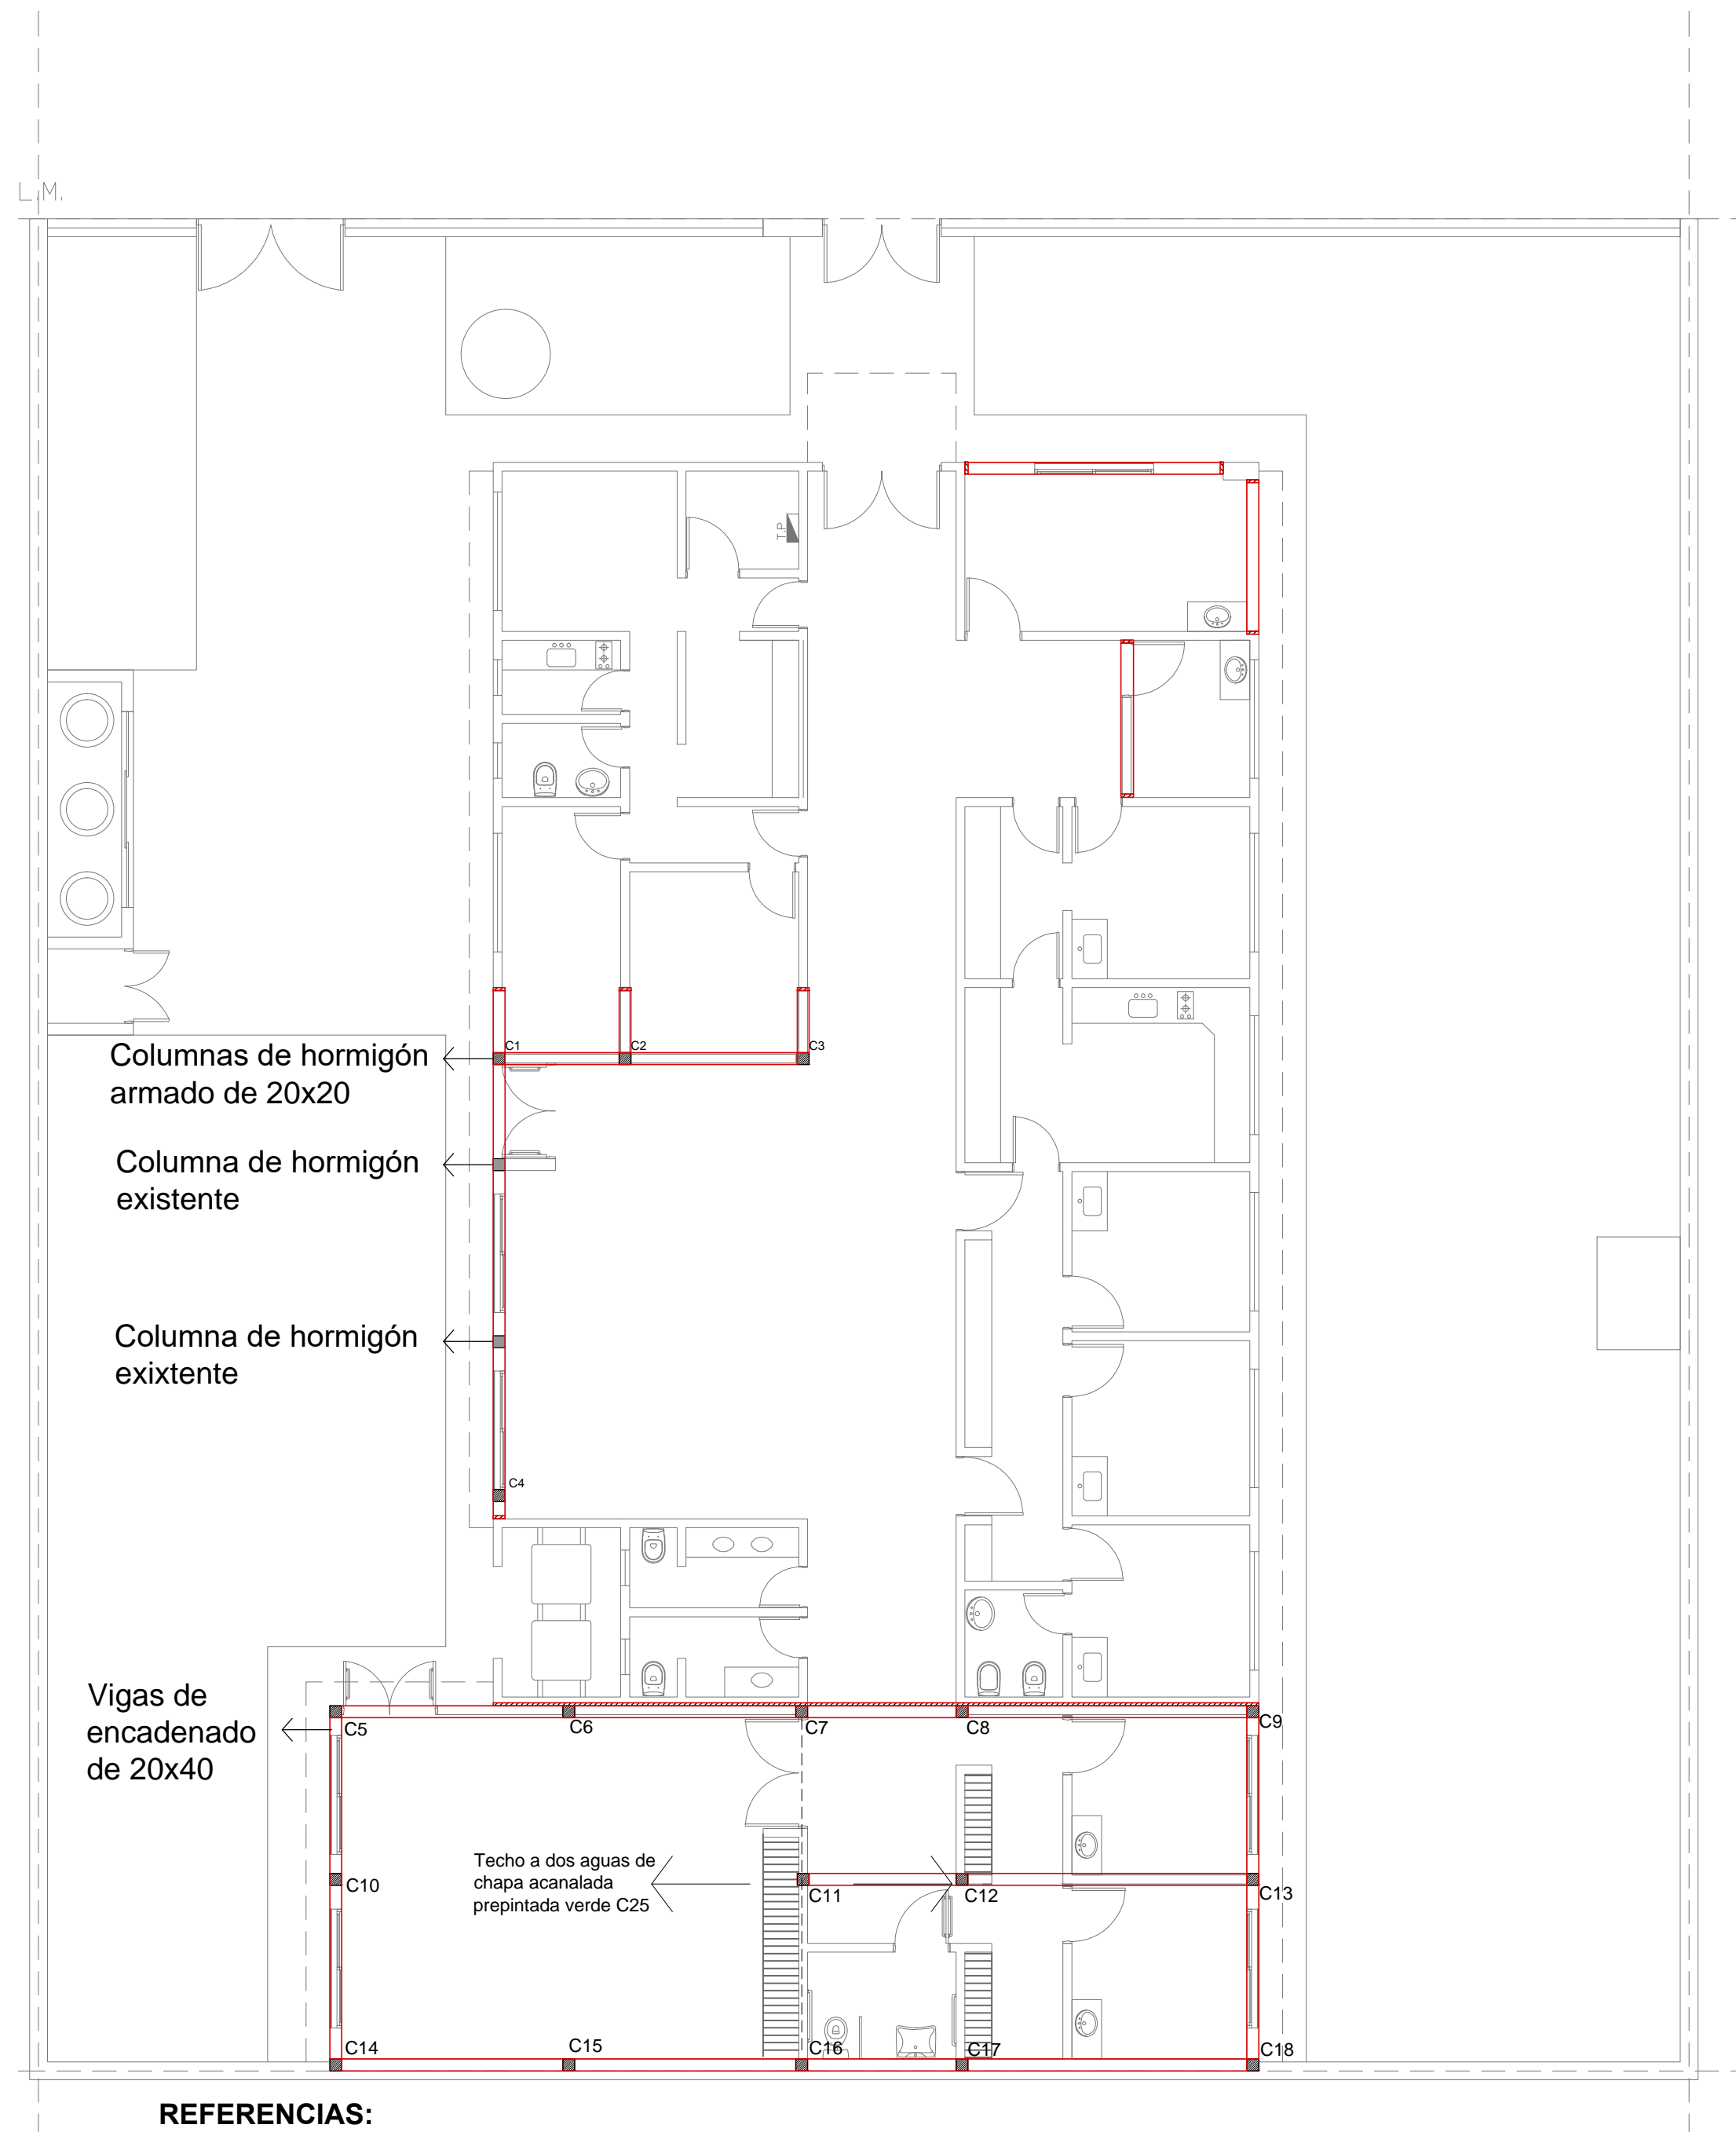 L.M.
T.P
C1
C2
C3
Columnas de hormigón
armado de 20x20
Columna de hormigón
existente
Columna de hormigón
exixtente
C4
Vigas de
encadenado
de 20x40
C5
C6
C7
C8
C9
Techo a dos aguas de
chapa acanalada
prepintada verde C25
C10
C11
C12
C13
C14
C15
C16
C17
C18
REFERENCIAS: